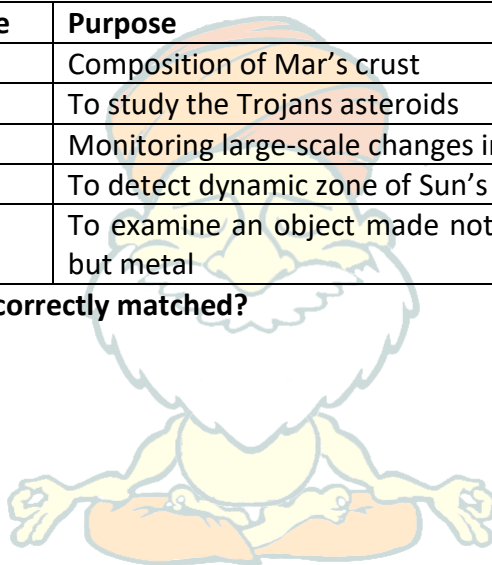 e Purpose
Composition of Mar's crust
To study the Trojans asteroids
Monitoring large-scale changes i
To detect dynamic zone of Sun's
To examine an object made not
but metal
correctly matched?